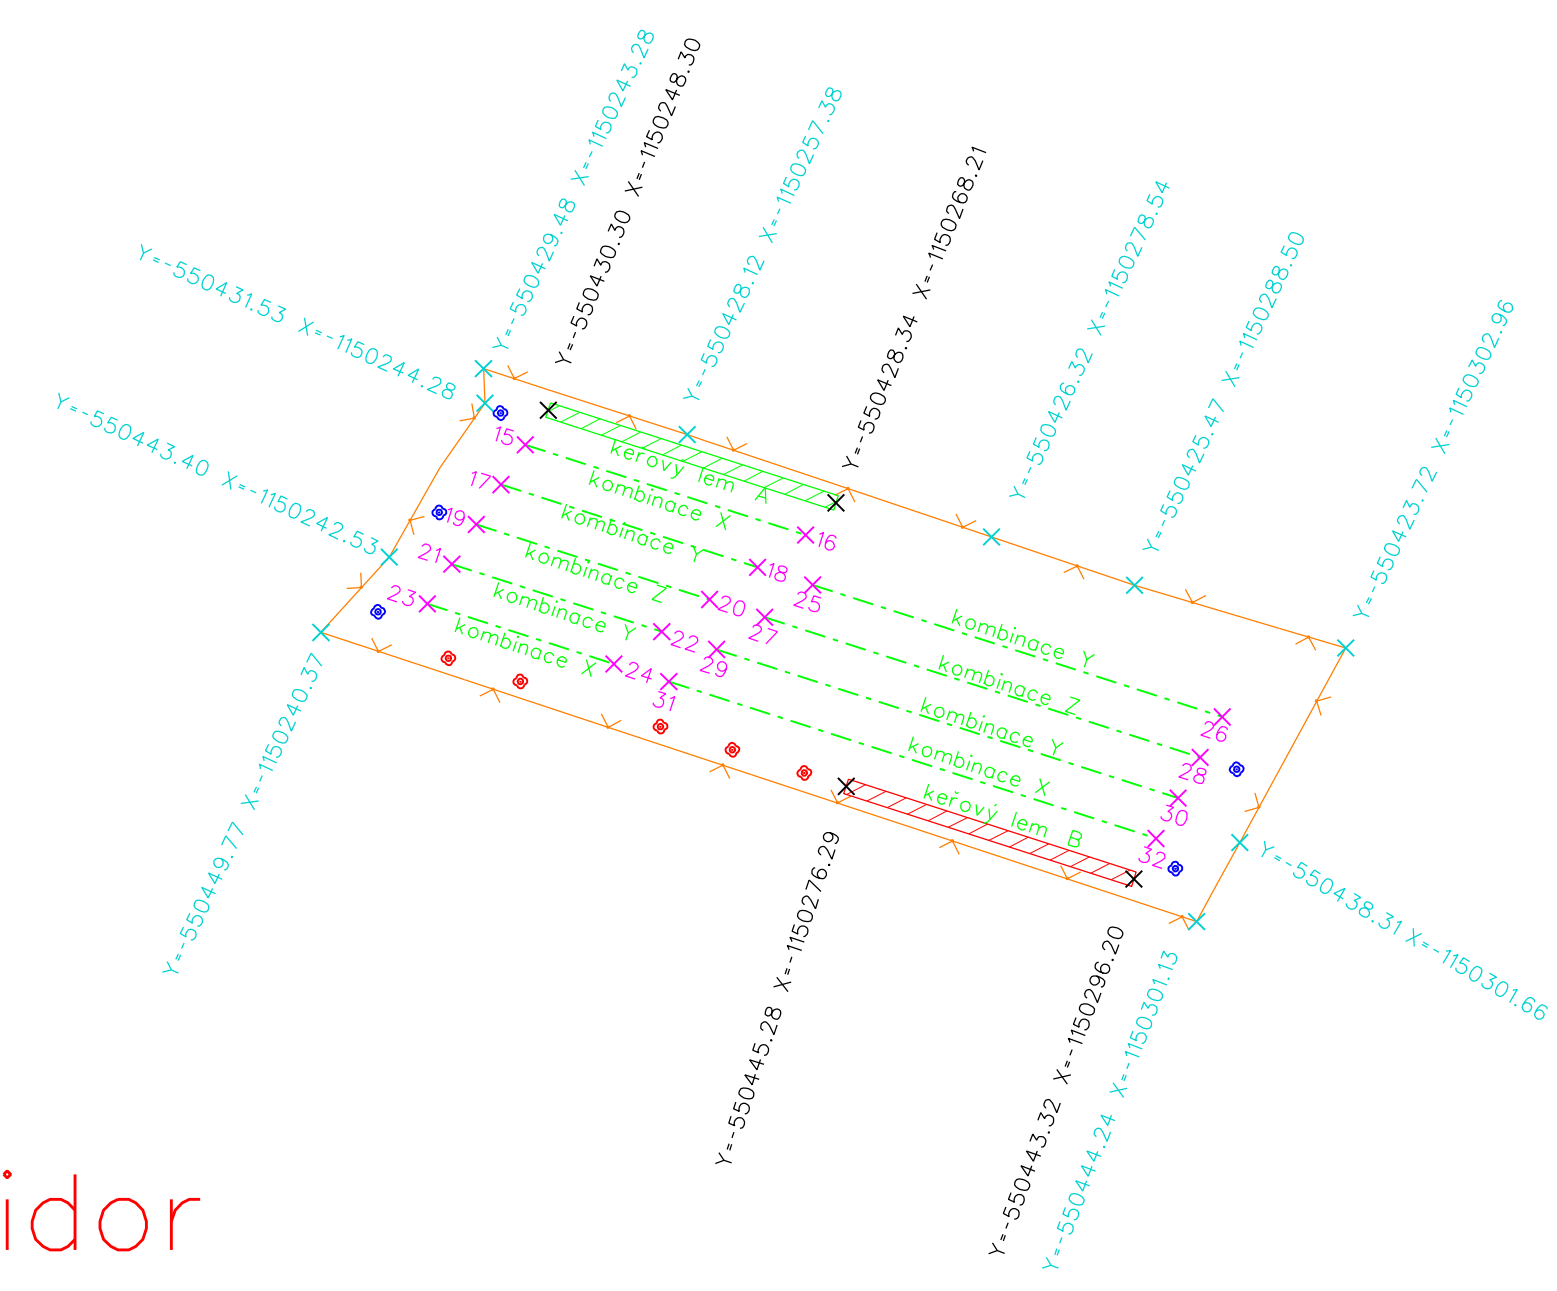 Y=-550429.48 X=-1150243.28
Y=-550430.30 X=-1150248.30
Y=-550428.12 X=-1150257.38
Y=-550428.34 X=-1150268.21
Y=-550426.32 X=-1150278.54
Y=-550425.47 X=-1150288.50
Y=-550423.72 X=-1150302.96
Y=-550431.53 X=-1150244.28
Y=-550443.40 X=-1150242.53
keřový lem A
15 kombinace X 16
17 kombinace Y 18
19 kombinace Z 20
21 kombinace Y 22
23 kombinace X 24
25 kombinace Y 26
27 kombinace Z 28
29 kombinace Y 30
31 kombinace X 32
keřový lem B
Y=-550449.77 X=-1150240.37
Y=-550445.28 X=-1150276.29
Y=-550443.32 X=-1150296.20
Y=-550444.24 X=-1150301.13
Y=-550438.31 X=-1150301.66
idor